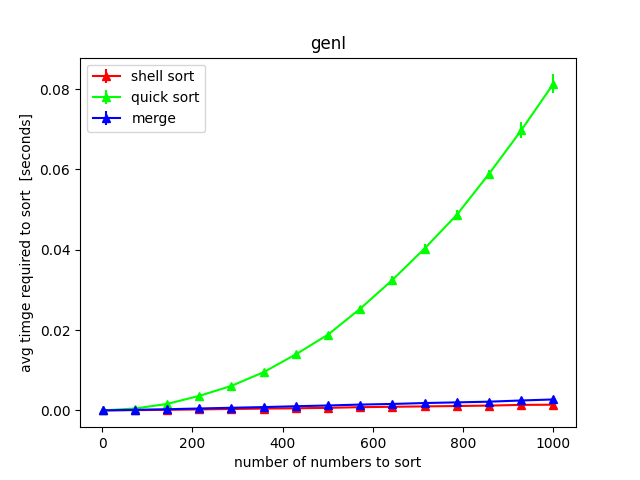 genl
shell sort
quick sort
merge
avg timge required to sort  [seconds]
0.08
0.06
0.04
0.02
0.00
0
200
400
600
800
1000
number of numbers to sort